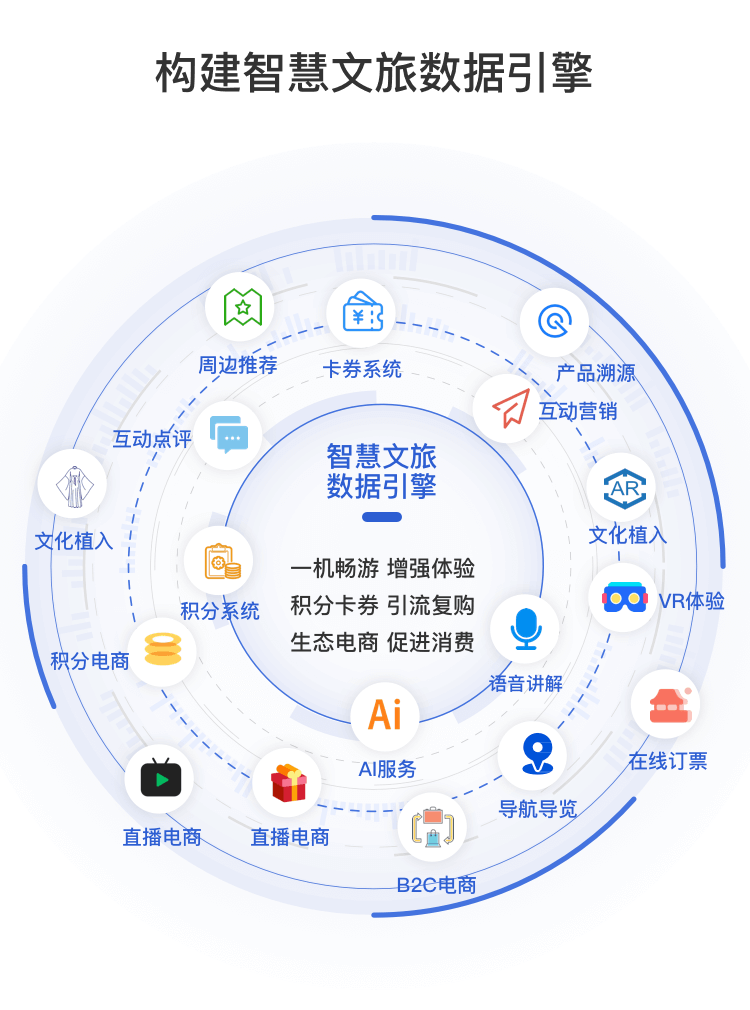 构建智慧文旅数据引擎
周边推荐
卡券系统
产品溯源
互动点评
互动营销
智慧文旅
数据引擎
AR
文化植入
文化植入
一机畅游 增强体验
积分卡券 引流复购
生态电商 促进消费
积分系统
VR体验
积分电商
语音讲解
Ai
AI服务
在线订票
导航导览
直播电商
直播电商
B2C电商